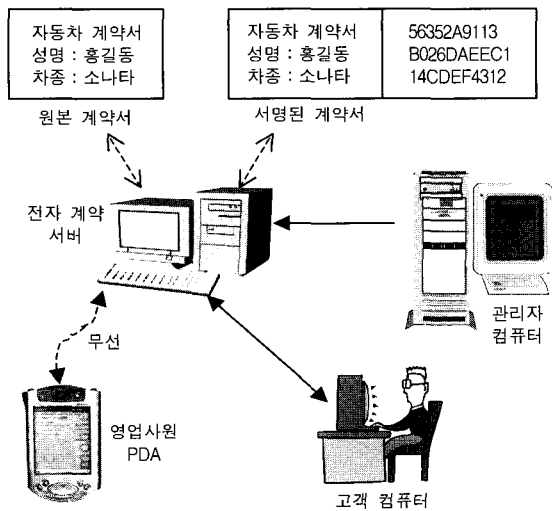 자동차 계약서
성명 : 홍길동
차종 : 소나타
원본 계약서
자동차 계약서
성명 : 홍길동
차종 : 소나타
56352A9113
B026DAEEC1
14CDEF4312
서명된 계약서
전자 계약
서버
관리자
컴퓨터
무선
영업사원
PDA
고객 컴퓨터